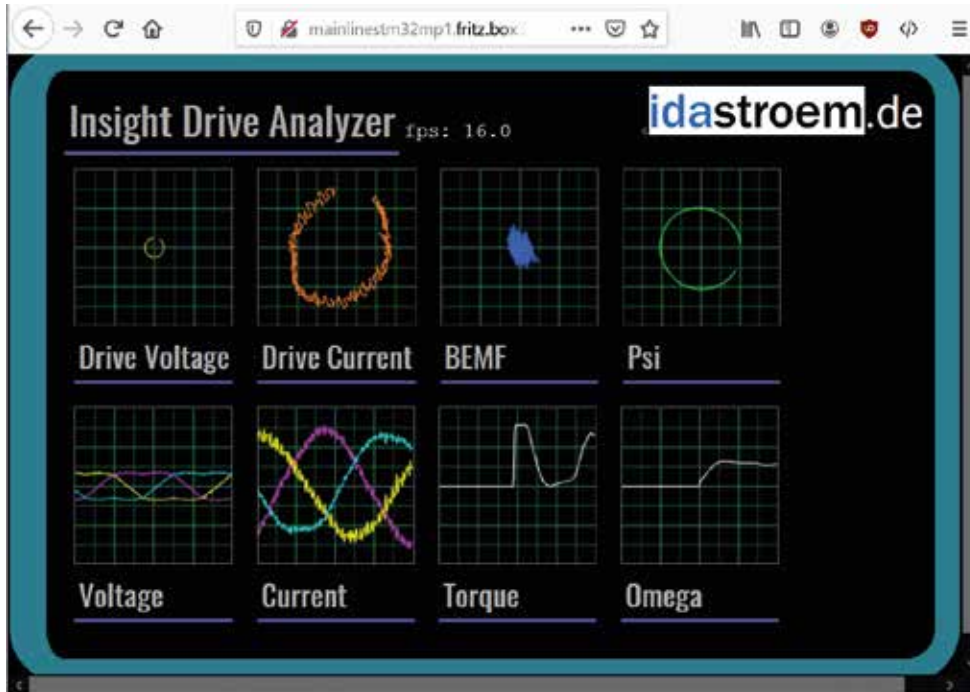 mainlinestm32mp1.fritz.box
idastroem.de
Insight Drive Analyzer fps: 16.0
Drive Voltage Drive Current BEMF Psi
Voltage Current Torque Omega